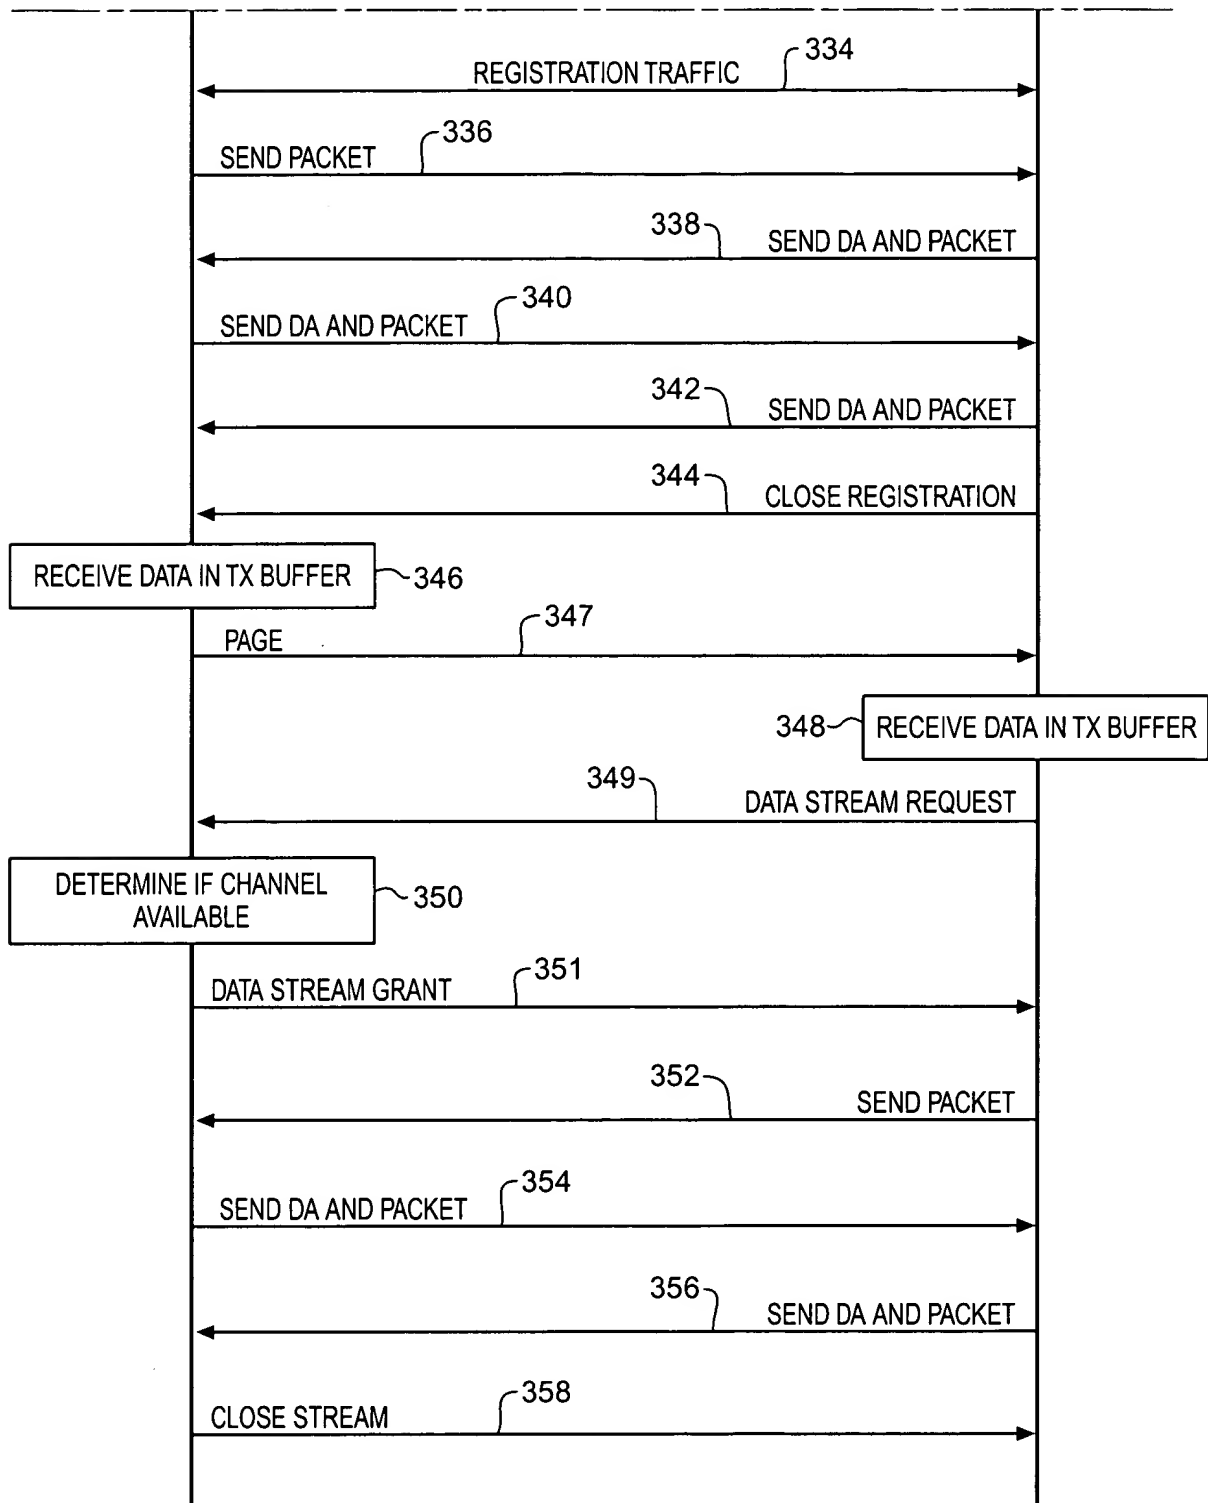 334
REGISTRATION TRAFFIC
336
SEND PACKET
338
SEND DA AND PACKET
340
SEND DA AND PACKET
342
SEND DA AND PACKET
344
CLOSE REGISTRATION
RECEIVE DATA IN TX BUFFER
346
347
PAGE
348
RECEIVE DATA IN TX BUFFER
349
DATA STREAM REQUEST
DETERMINE IF CHANNEL
AVAILABLE
350
351
DATA STREAM GRANT
352
SEND PACKET
354
SEND DA AND PACKET
356
SEND DA AND PACKET
358
CLOSE STREAM